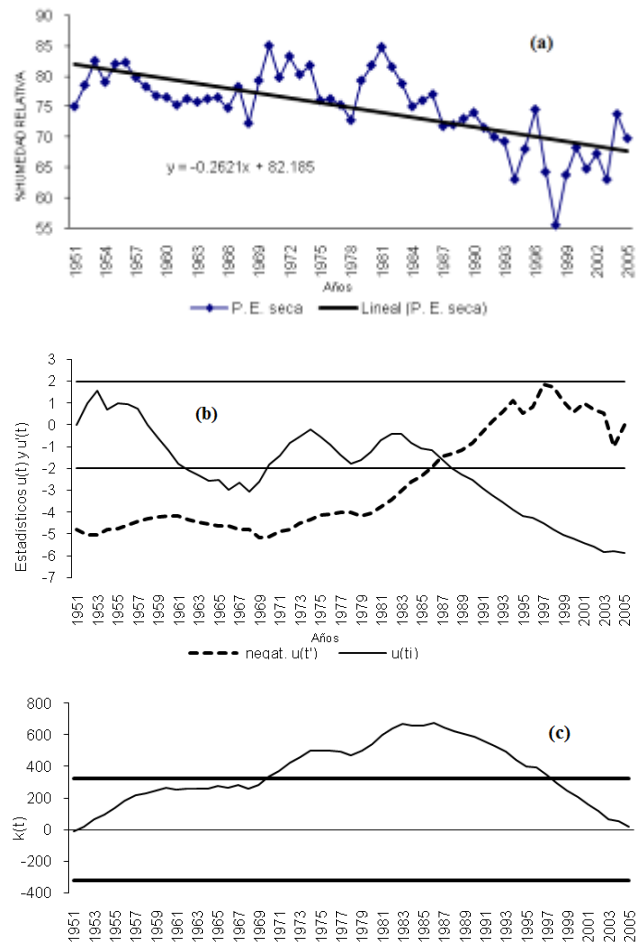 (a)
%HUMEDAD RELATIVA
90
85
80
75
70
65
60
55
y = -0.2621x + 82.185
1951 1954 1957 1960 1963 1966 1969 1972 1975 1978 1981 1984 1987 1990 1993 1996 1999 2002 2005
Años
P. E. seca Lineal (P. E. seca)
(b)
Estadísticos u(t) y u'(t)
3
2
1
0
-1
-2
-3
-4
-5
-6
-7
1951 1953 1955 1957 1959 1961 1963 1965 1967 1969 1971 1973 1975 1977 1979 1981 1983 1985 1987 1989 1991 1993 1995 1997 1999 2001 2003 2005
Años
negat. u(t') u(ti)
(c)
k(t)
800
600
400
200
0
-200
-400
1951 1953 1955 1957 1959 1961 1963 1965 1967 1969 1971 1973 1975 1977 1979 1981 1983 1985 1987 1989 1991 1993 1995 1997 1999 2001 2003 2005